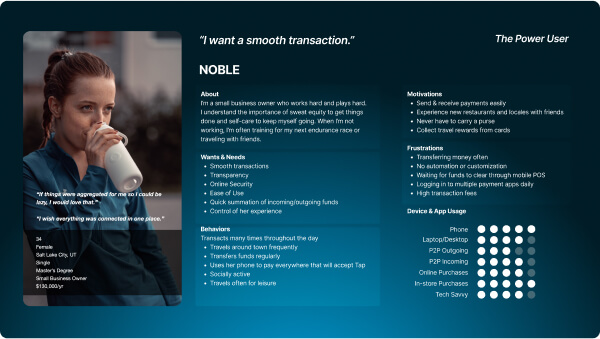 "I want a smooth transaction."
The Power User
NOBLE
"If things were aggregated for me so I could be
lazy, I would love that."
"I wish everything was connected in one place."
34
Female
Salt Lake City, UT
Single
Master's Degree
Small Business Owner
$130,000/yr
About
I'm a small business owner who works hard and plays hard.
I understand the importance of sweat equity to get things
done and self-care to keep myself going. When I'm not
working, I'm often training for my next endurance race or
traveling with friends.
Wants & Needs
• Smooth transactions
• Transparency
• Online Security
• Ease of Use
• Quick summation of incoming/outgoing funds
• Control of her experience
Behaviors
Transacts many times throughout the day
• Travels around town frequently
• Transfers funds regularly
• Uses her phone to pay everywhere that will accept Tap
• Socially active
• Travels often for leisure
Motivations
• Send & receive payments easily
• Experience new restaurants and locales with friends
• Never have to carry a purse
• Collect travel rewards from cards
Frustrations
• Transferring money often
• No automation or customization
• Waiting for funds to clear through mobile POS
• Logging in to multiple payment apps daily
• High transaction fees
Device & App Usage
Phone
Laptop/Desktop
P2P Outgoing
P2P Incoming
Online Purchases
In-store Purchases
Tech Savvy